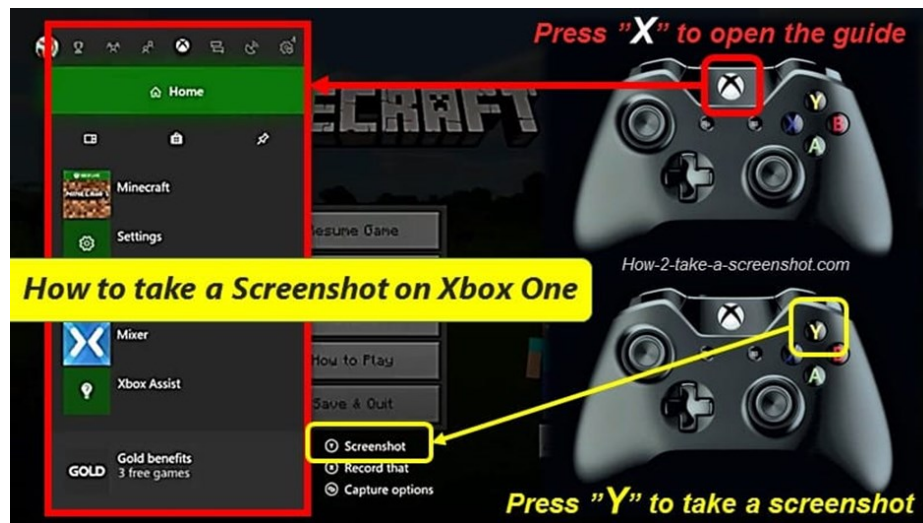 Press "X" to open the guide
4
Home
MINECRAFT
Minecraft
Settings
Resume Game
How-2-take-a-screenshot.com
How to take a Screenshot on Xbox One
Mixer
How to Play
Xbox Assist
Save & Quit
Screenshot
Record that
Capture options
GOLD
Gold benefits
3 free games
Y
X
B
A
Y
B
A
Press "Y" to take a screenshot